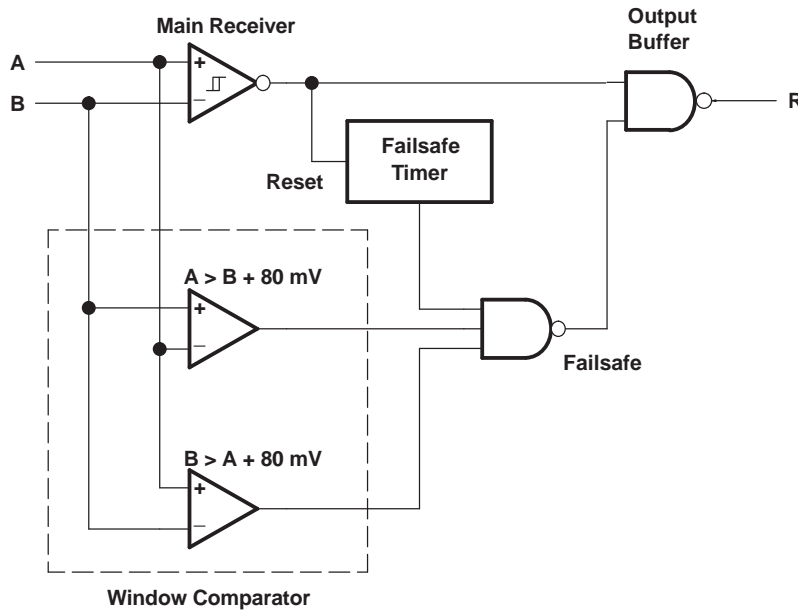 Output
Buffer
Main Receiver
A
+
_
B
R
Failsafe
Timer
Reset
A > B + 80 mV
+
_
Failsafe
B > A + 80 mV
+
_
Window Comparator